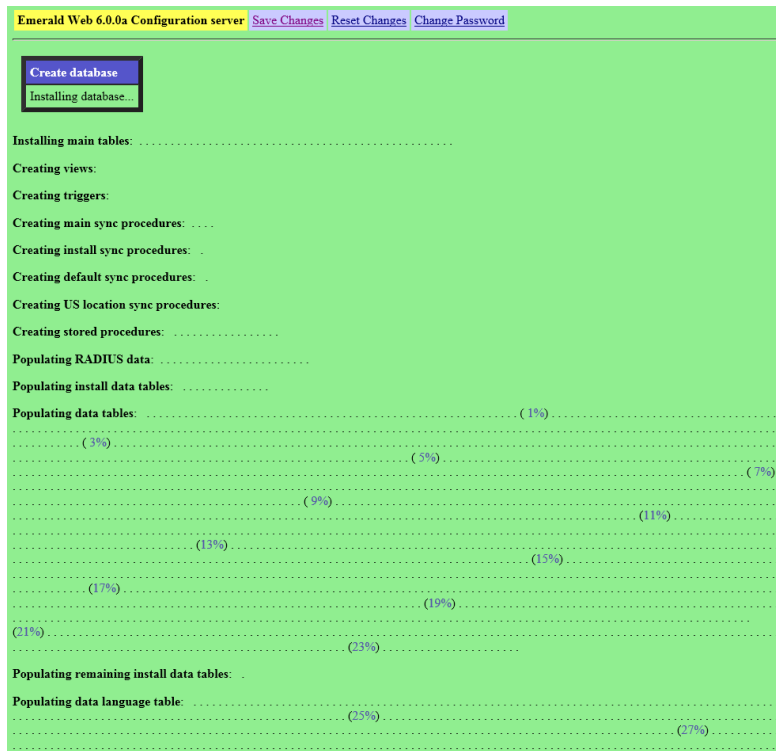 Emerald Web 6.0.0a Configuration server Save Changes Reset Changes Change Password
Create database
Installing database...
Installing main tables: . . . . . . . . . . . . . . . . . . . . . . . . . . . . . . . . . . . . . . . . . . . . . . . . . .
Creating views:
Creating triggers:
Creating main sync procedures: . . . .
Creating install sync procedures: .
Creating default sync procedures: .
Creating US location sync procedures:
Creating stored procedures: . . . . . . . . . . . . . . . . .
Populating RADIUS data: . . . . . . . . . . . . . . . . . . . . . . . .
Populating install data tables: . . . . . . . . . . . . . .
Populating data tables: . . . ( 1%) . . .
. . . ( 3%) . . .
. . . ( 5%) . . .
. . . ( 7%)
. . . ( 9%) . . .
. . . (11%) . . .
. . . (13%) . . .
. . . (15%) . . .
. . . (17%) . . .
. . . (19%) . . .
(21%) . . .
. . . (23%) . . .
Populating remaining install data tables: .
Populating data language table: . . .
. . . (25%) . . .
. . . (27%) . . .